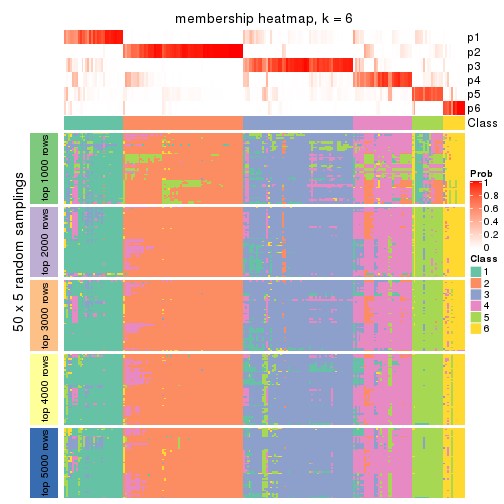 membership heatmap, k = 6
p1
p2
p3
p4
p5
p6
Class
50 x 5 random samplings
top 1000 rows
top 2000 rows
top 3000 rows
top 4000 rows
top 5000 rows
Prob
1
0.8
0.6
0.4
0.2
0
Class
1
2
3
4
5
6